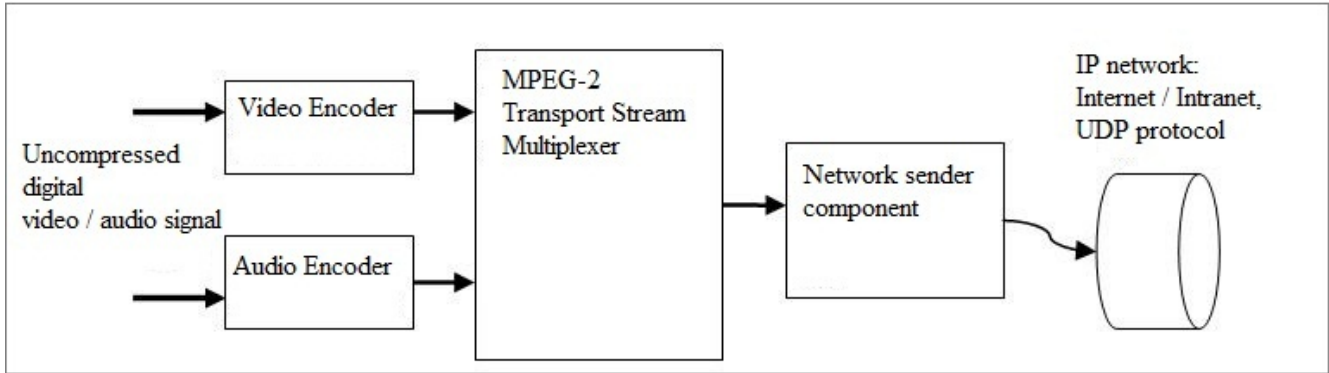 Uncompressed
digital
video / audio signal
Video Encoder
Audio Encoder
MPEG-2
Transport Stream
Multiplexer
Network sender
component
IP network:
Internet / Intranet,
UDP protocol